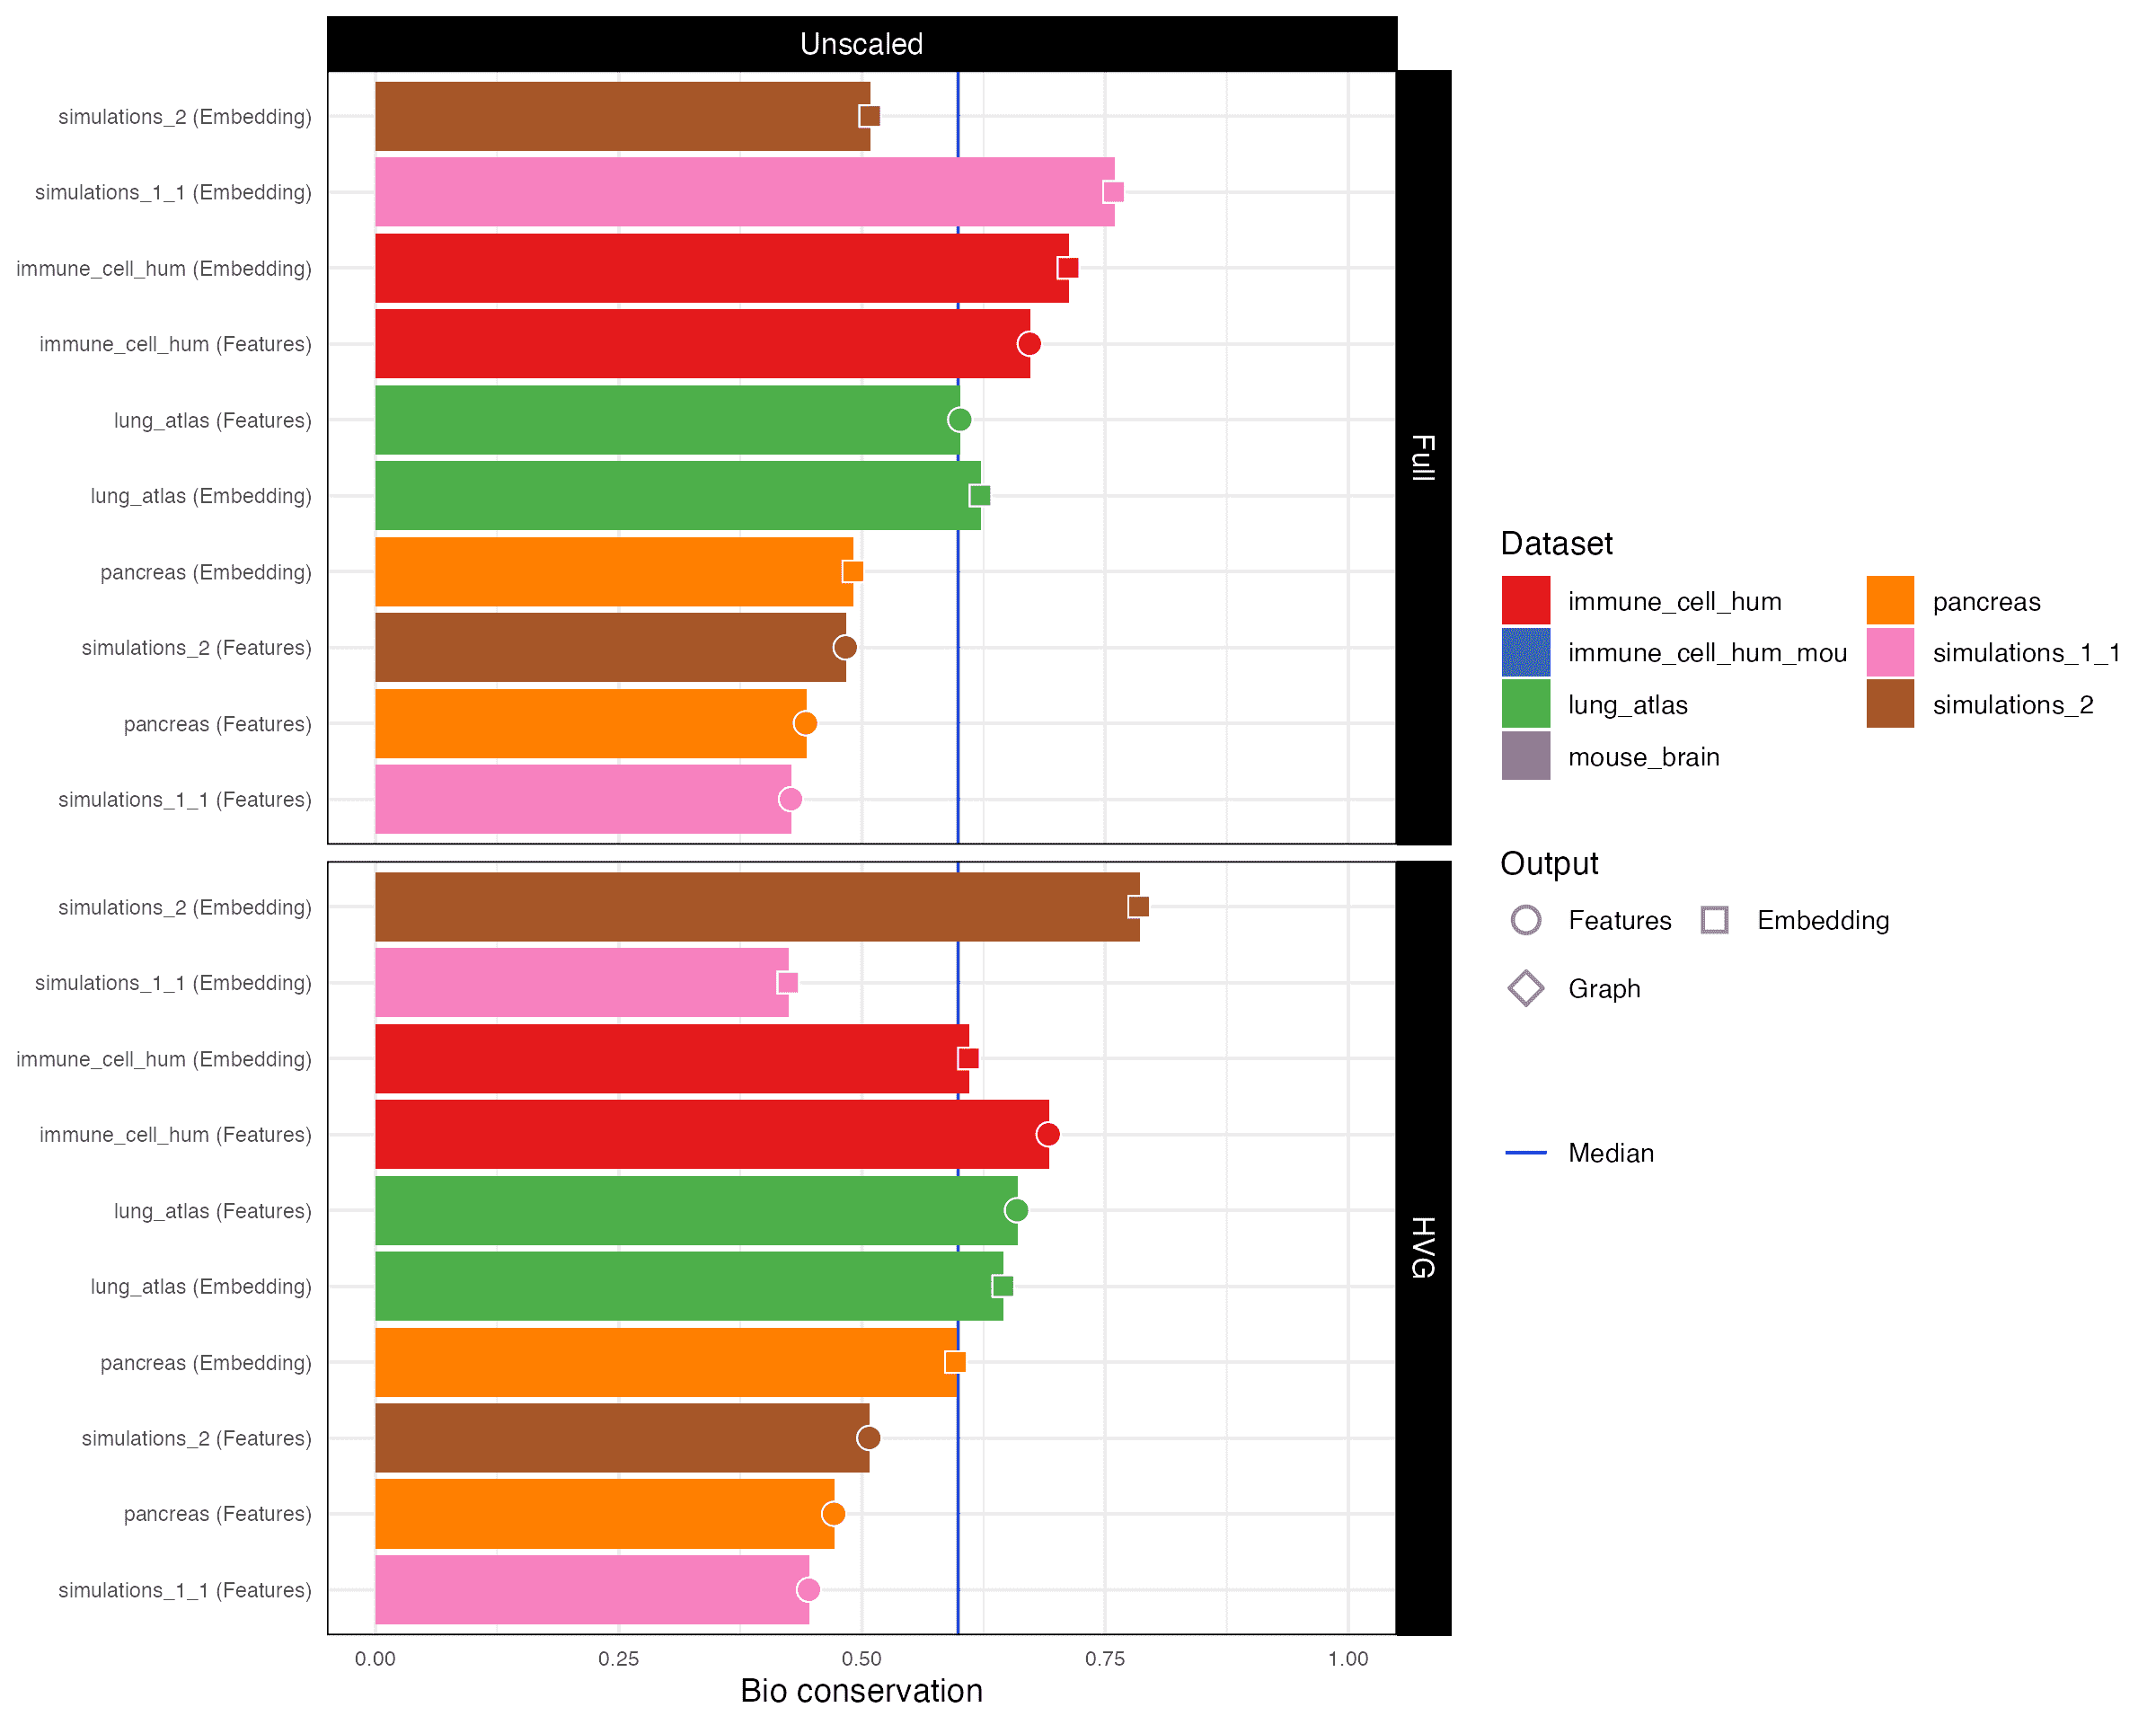 Unscaled
simulations_2 (Embedding)
simulations_1_1 (Embedding)
immune_cell_hum (Embedding)
immune_cell_hum (Features)
lung_atlas (Features)
lung_atlas (Embedding)
pancreas (Embedding)
simulations_2 (Features)
pancreas (Features)
simulations_1_1 (Features)
Full
simulations_2 (Embedding)
simulations_1_1 (Embedding)
immune_cell_hum (Embedding)
immune_cell_hum (Features)
lung_atlas (Features)
lung_atlas (Embedding)
pancreas (Embedding)
simulations_2 (Features)
pancreas (Features)
simulations_1_1 (Features)
HVG
0.00 0.25 0.50 0.75 1.00
Bio conservation
Dataset
immune_cell_hum pancreas
immune_cell_hum_mou simulations_1_1
lung_atlas simulations_2
mouse_brain
Output
Features Embedding
Graph
Median